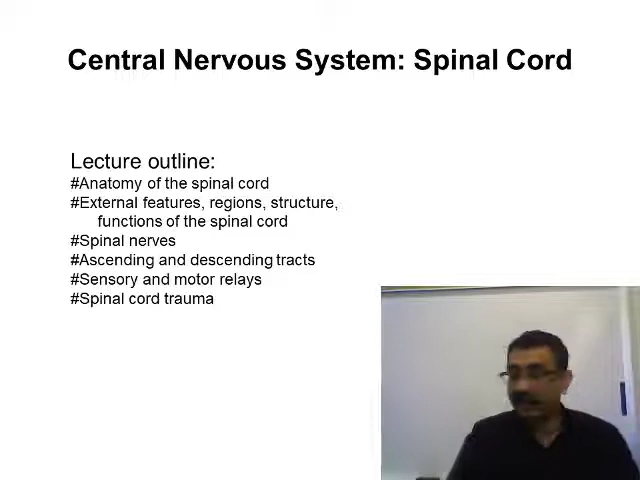 Central Nervous System: Spinal Cord
Lecture outline:
#Anatomy of the spinal cord
#External features, regions, structure,
functions of the spinal cord
#Spinal nerves
#Ascending and descending tracts
#Sensory and motor relays
#Spinal cord trauma